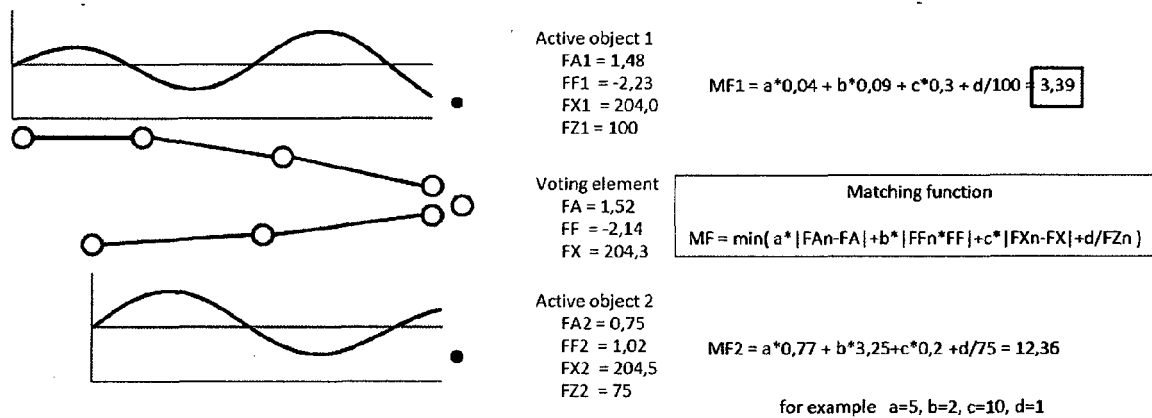 Active object 1
FA1 = 1,48
FF1 = -2,23
FX1 = 204,0
FZ1 = 100
MF1 = a*0,04 + b*0,09 + c*0,3 + d/100 = 3,39
Voting element
FA = 1,52
FF = -2,14
FX = 204,3
Matching function
MF = min( a* |FAn-FA|+b* |FFn*FF|+c* |FXn-FX|+d/FZn )
Active object 2
FA2 = 0,75
FF2 = 1,02
FX2 = 204,5
FZ2 = 75
MF2 = a*0,77 + b*3,25+c*0,2 +d/75 = 12,36
for example a=5, b=2, c=10, d=1